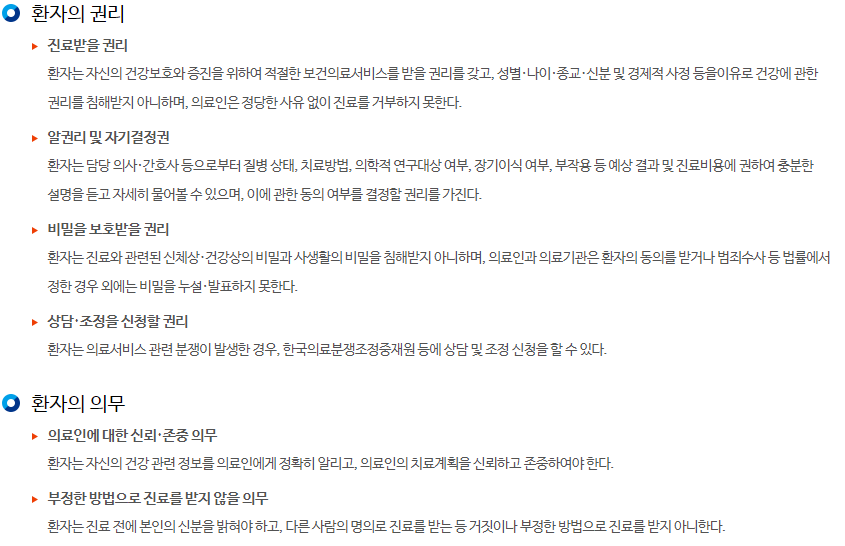 환자의 권리
진료받을 권리
환자는 자신의 건강보호와 증진을 위하여 적절한 보건의료서비스를 받을 권리를 갖고, 성별·나이·종교·신분 및 경제적 사정 등을이유로 건강에 관한
권리를 침해받지 아니하며, 의료인은 정당한 사유 없이 진료를 거부하지 못한다.
알권리 및 자기결정권
환자는 담당 의사·간호사 등으로부터 질병 상태, 치료방법, 의학적 연구대상 여부, 장기이식 여부, 부작용 등 예상 결과 및 진료비용에 권하여 충분한
설명을 듣고 자세히 물어볼 수 있으며, 이에 관한 동의 여부를 결정할 권리를 가진다.
비밀을 보호받을 권리
환자는 진료와 관련된 신체상·건강상의 비밀과 사생활의 비밀을 침해받지 아니하며, 의료인과 의료기관은 환자의 동의를 받거나 범죄수사 등 법률에서
정한 경우 외에는 비밀을 누설·발표하지 못한다.
상담·조정을 신청할 권리
환자는 의료서비스 관련 분쟁이 발생한 경우, 한국의료분쟁조정중재원 등에 상담 및 조정 신청을 할 수 있다.
환자의 의무
의료인에 대한 신뢰·존중 의무
환자는 자신의 건강 관련 정보를 의료인에게 정확히 알리고, 의료인의 치료계획을 신뢰하고 존중하여야 한다.
부정한 방법으로 진료를 받지 않을 의무
환자는 진료 전에 본인의 신분을 밝혀야 하고, 다른 사람의 명의로 진료를 받는 등 거짓이나 부정한 방법으로 진료를 받지 아니한다.